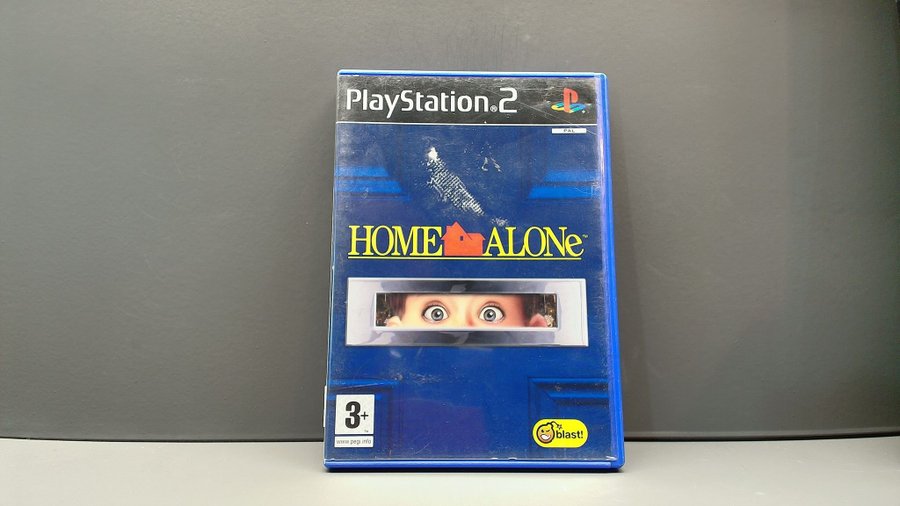 PlayStation®2
PAL
HOME ALONe™
3+
www.pegi.info
blast!